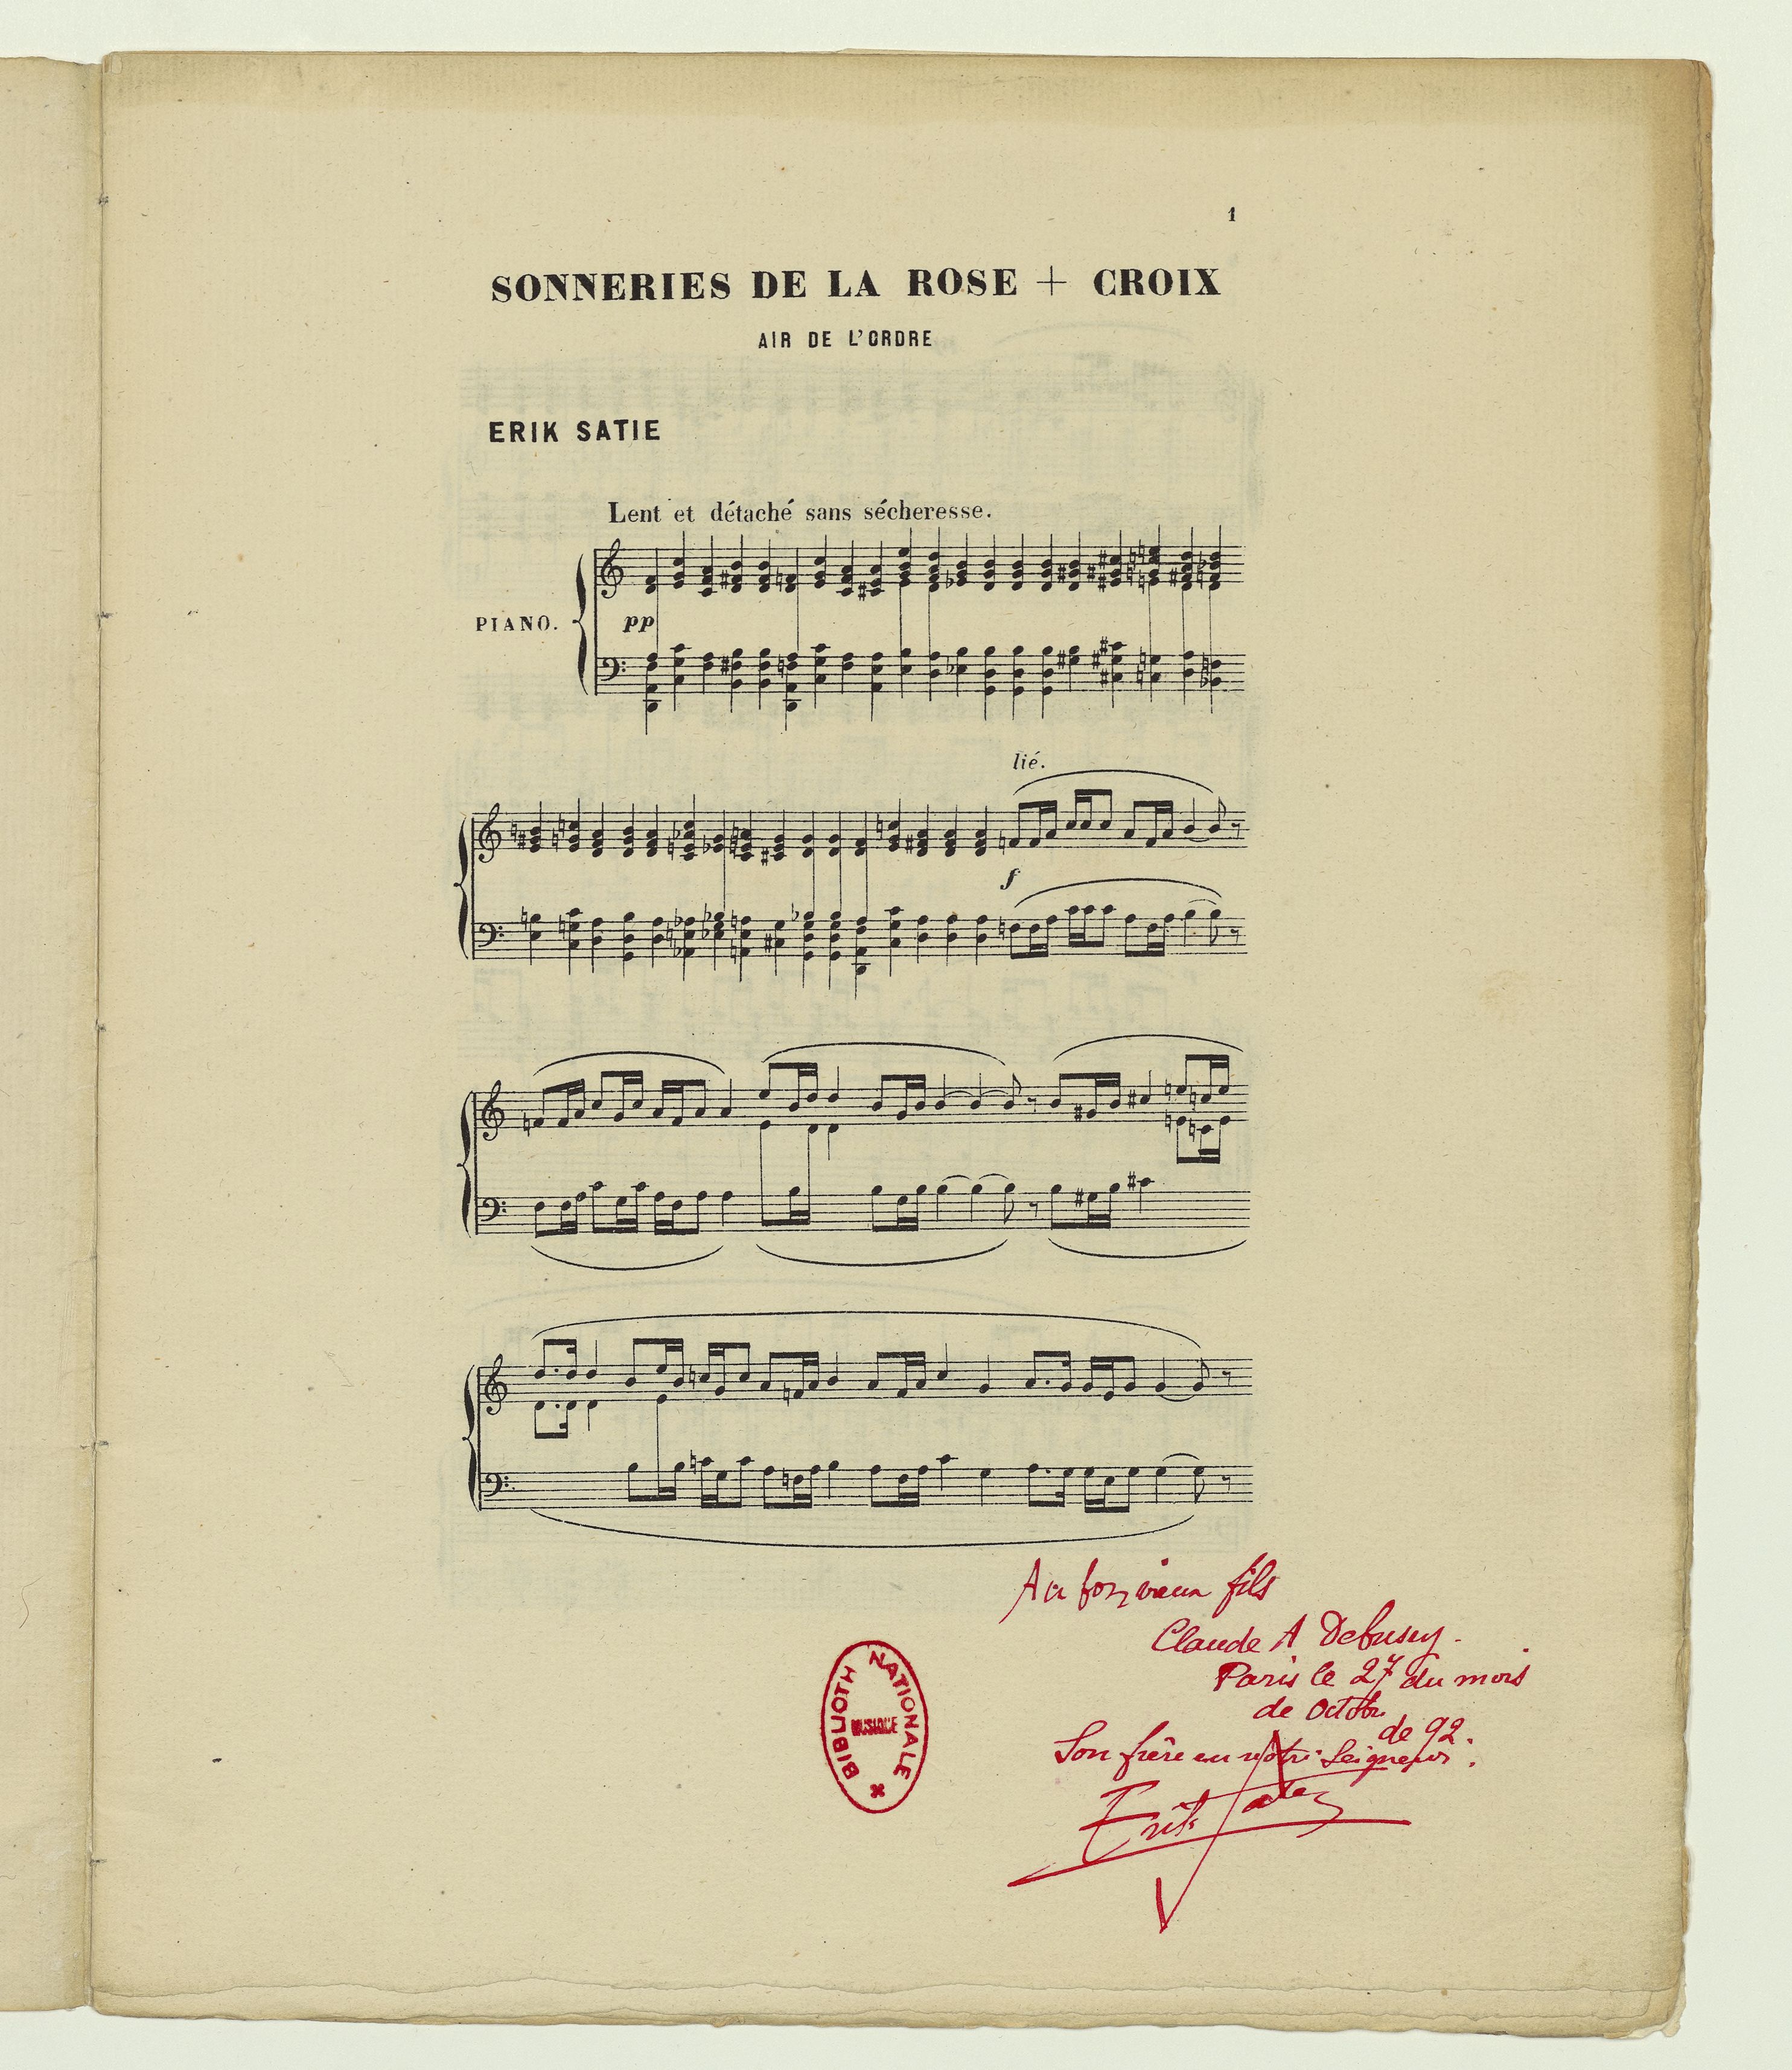 1
SONNERIES DE LA ROSE + CROIX
AIR DE L'ORDRE
ERIK SATIE
Lent et détaché sans sécheresse.
PIANO.
pp
lié.
f
Au bon vieux fils
Claude A Debussy.
Paris le 27 du mois
de Octobre
de 92.
Son frère en notre Seigneur.
Erik Satie
BIBLIOTH NATIONALE
MUSIQUE